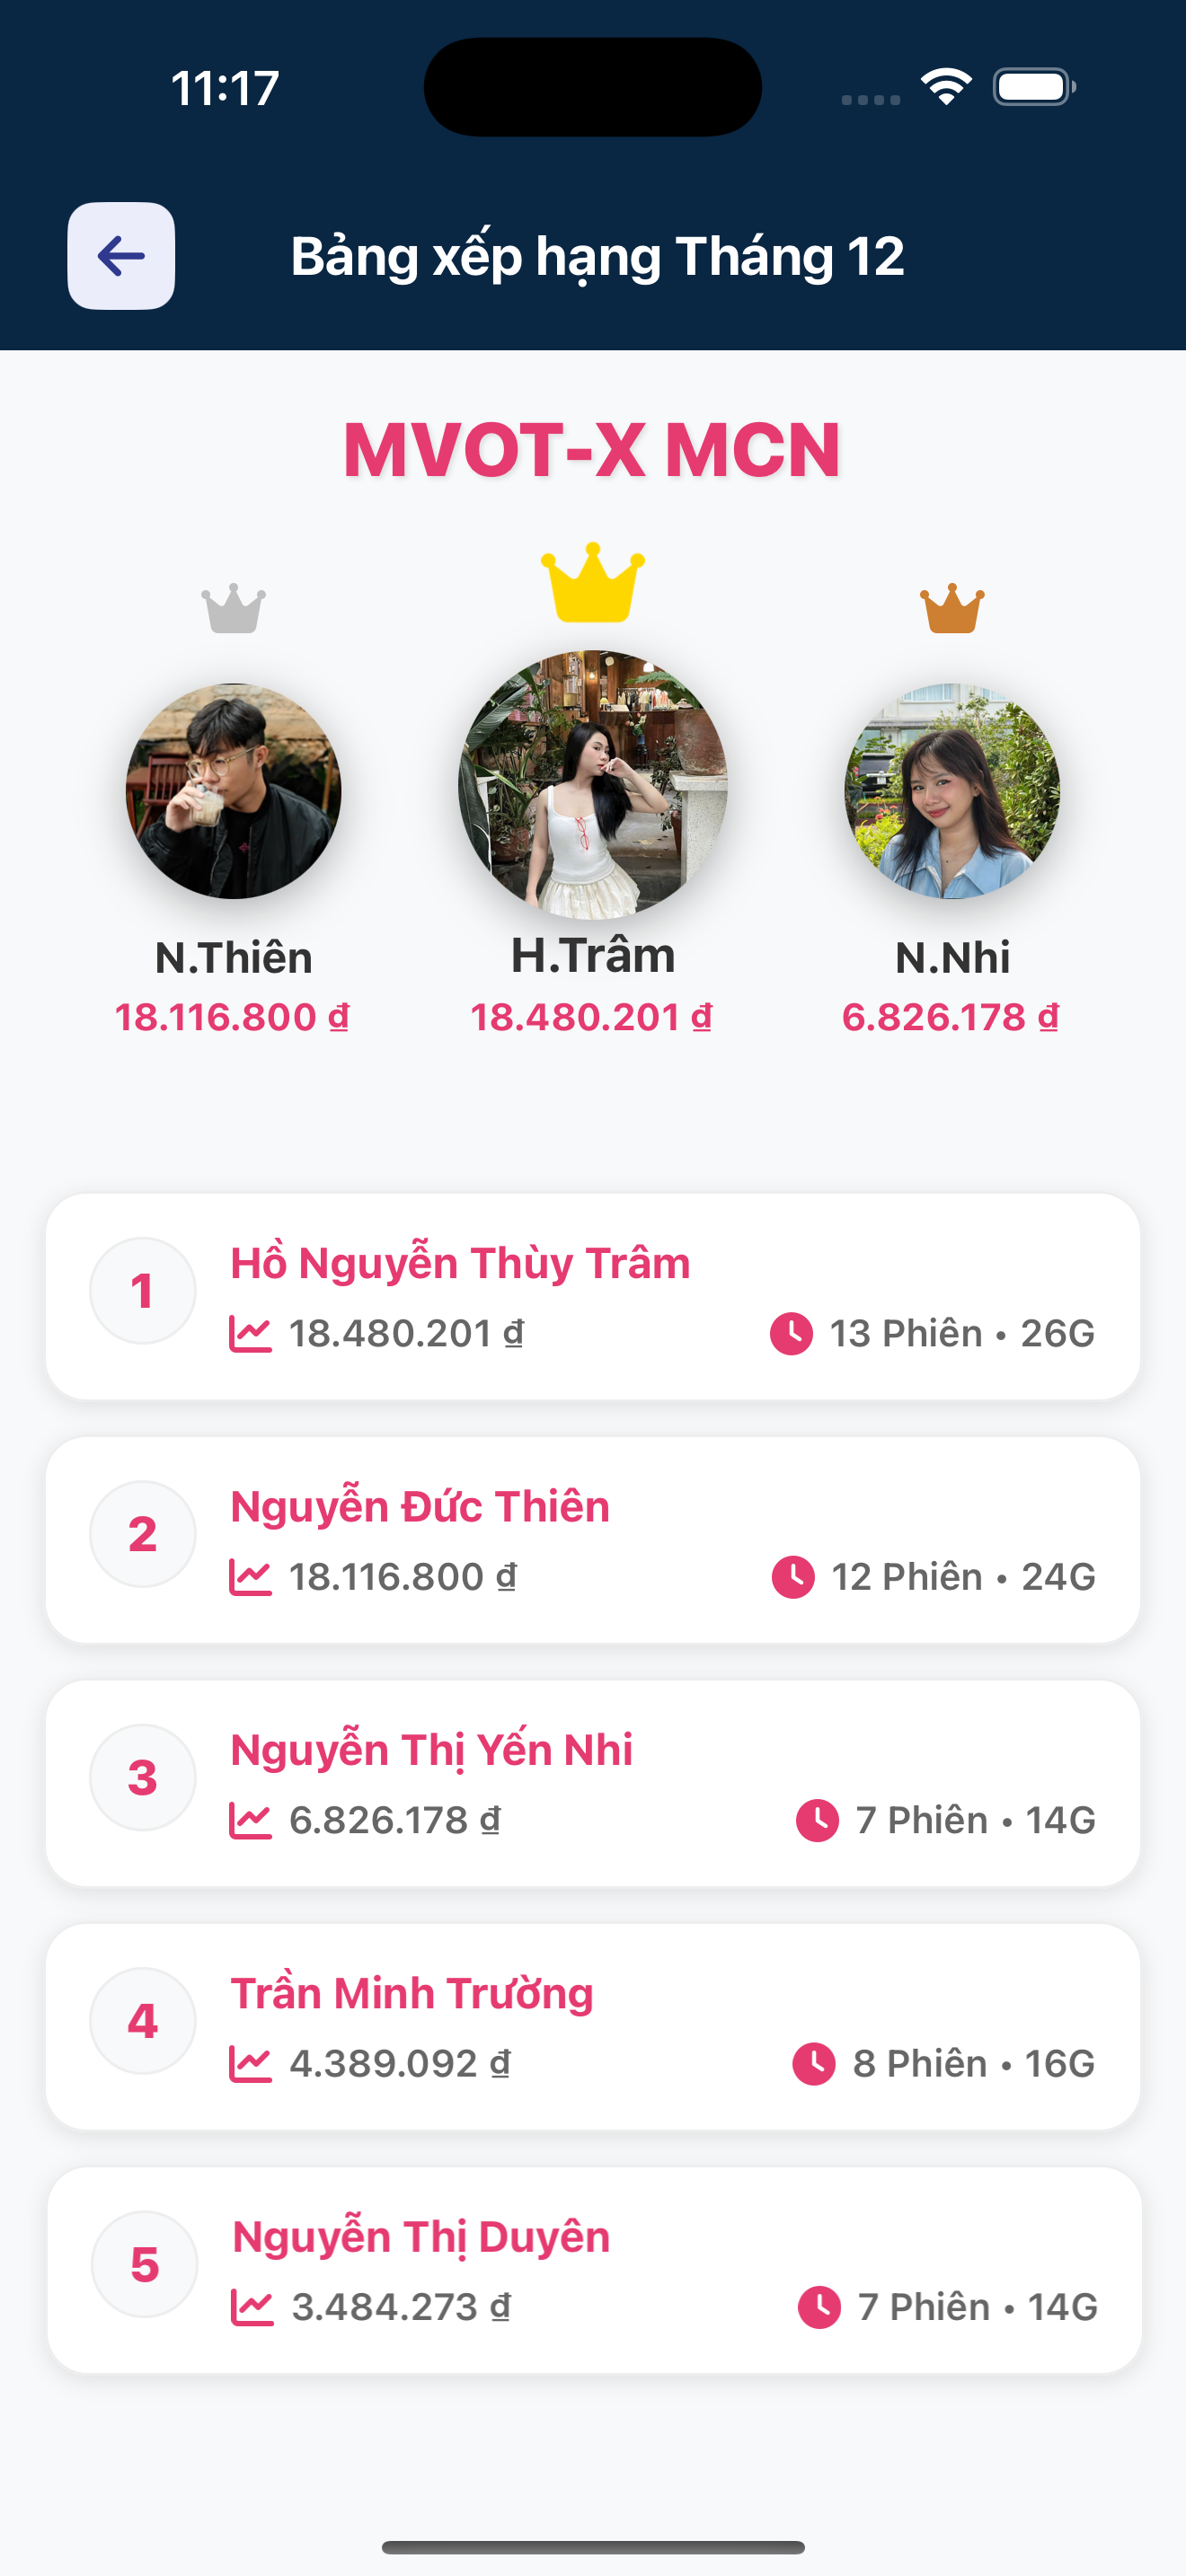 11:17
Bảng xếp hạng Tháng 12
MVOT-X MCN
N.Thiên
18.116.800 ₫
H.Trâm
18.480.201 ₫
N.Nhi
6.826.178 ₫
1
Hồ Nguyễn Thùy Trâm
18.480.201 ₫
13 Phiên • 26G
2
Nguyễn Đức Thiên
18.116.800 ₫
12 Phiên • 24G
3
Nguyễn Thị Yến Nhi
6.826.178 ₫
7 Phiên • 14G
4
Trần Minh Trường
4.389.092 ₫
8 Phiên • 16G
5
Nguyễn Thị Duyên
3.484.273 ₫
7 Phiên • 14G